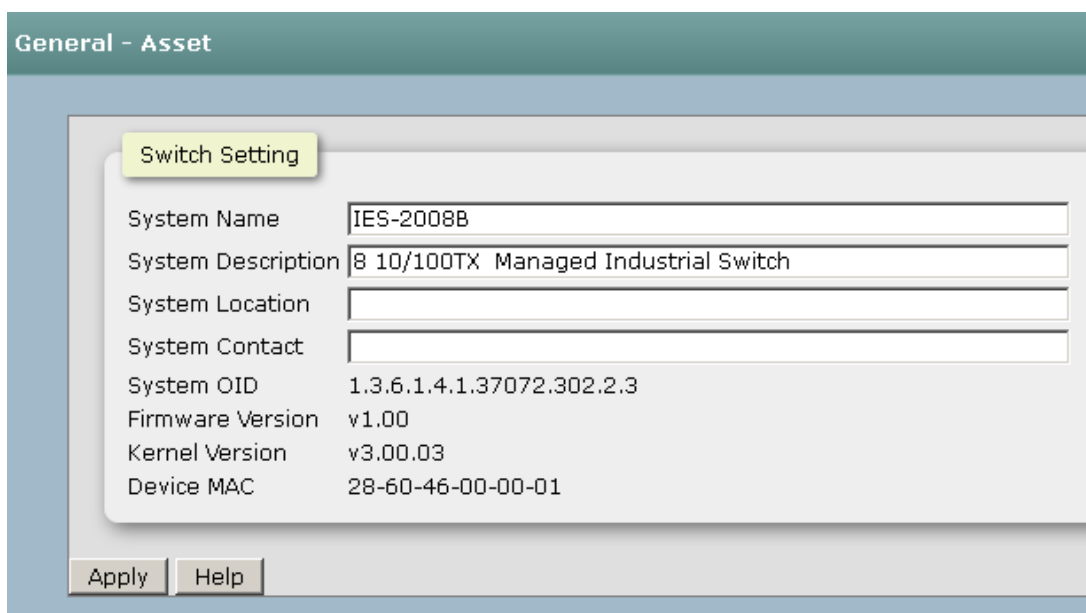 General - Asset
Switch Setting
System Name IES-2008B
System Description 8 10/100TX  Managed Industrial Switch
System Location
System Contact
System OID 1.3.6.1.4.1.37072.302.2.3
Firmware Version v1.00
Kernel Version v3.00.03
Device MAC 28-60-46-00-00-01
Apply Help